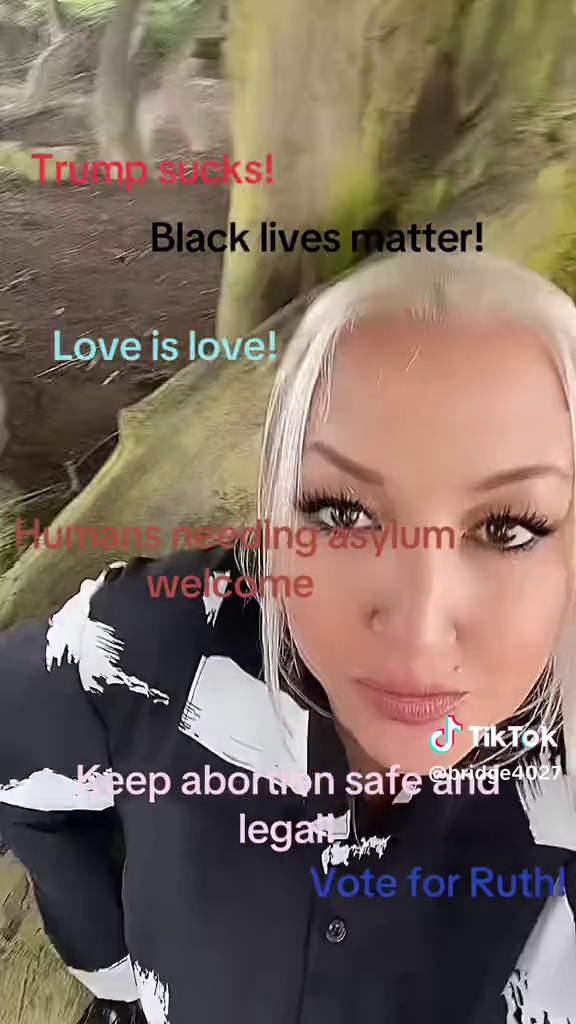 Trump sucks!
Black lives matter!
Love is love!
Humans needing asylum
welcome
TikTok
@bridge4027
Keep abortion safe and
legal!
Vote for Ruth!